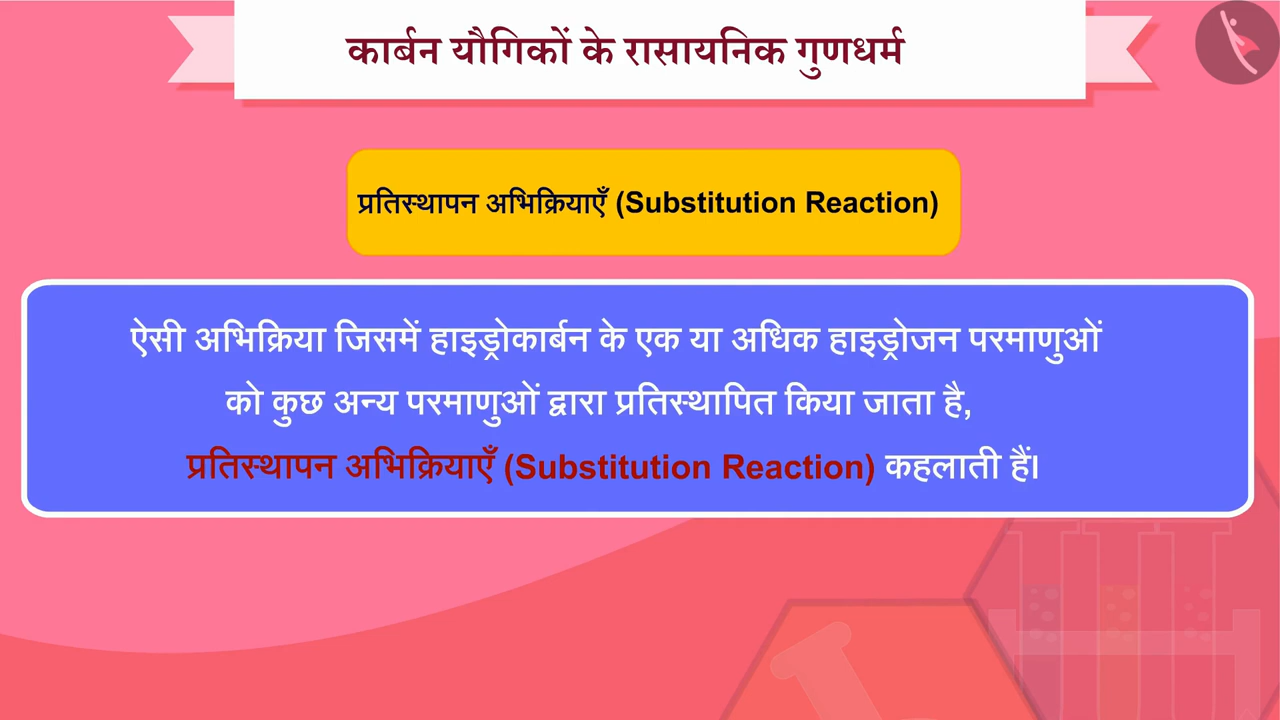 कार्बन यौगिकों के रासायनिक गुणधर्म
प्रतिस्थापन अभिक्रियाएँ (Substitution Reaction)
ऐसी अभिक्रिया जिसमें हाइड्रोकार्बन के एक या अधिक हाइड्रोजन परमाणुओं
को कुछ अन्य परमाणुओं द्वारा प्रतिस्थापित किया जाता है,
प्रतिस्थापन अभिक्रियाएँ (Substitution Reaction) कहलाती हैं।